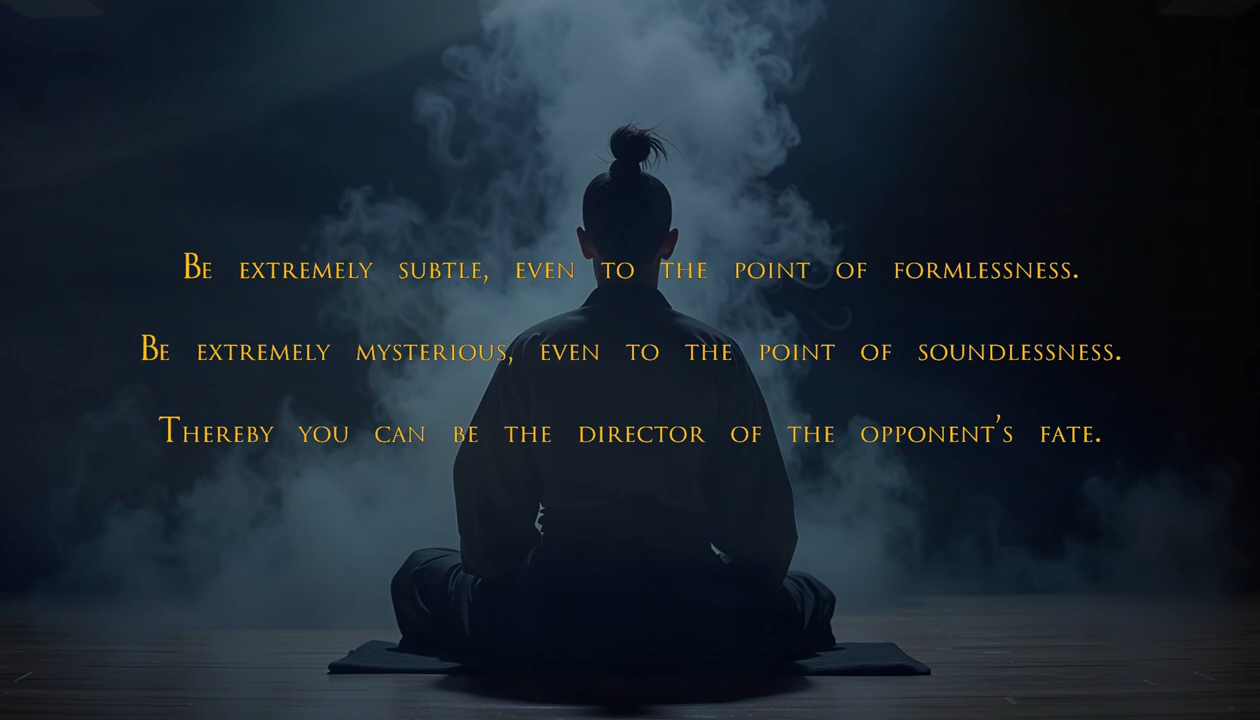 Be extremely subtle, even to the point of formlessness.
Be extremely mysterious, even to the point of soundlessness.
Thereby you can be the director of the opponent's fate.